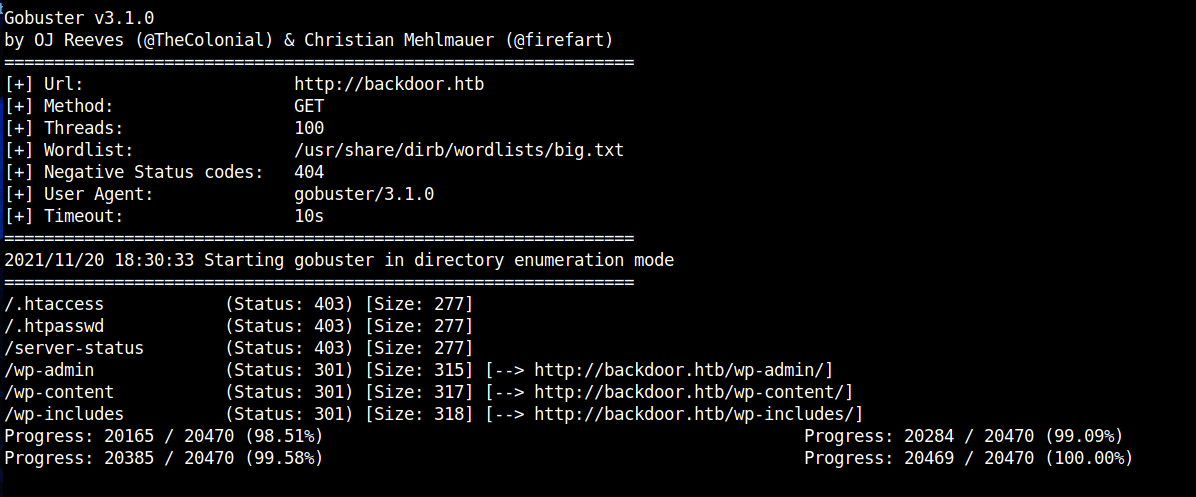 Gobuster v3.1.0
by OJ Reeves (@TheColonial) & Christian Mehlmauer (@firefart)
===============================================================
[+] Url:                     http://backdoor.htb
[+] Method:                  GET
[+] Threads:                 100
[+] Wordlist:                /usr/share/dirb/wordlists/big.txt
[+] Negative Status codes:   404
[+] User Agent:              gobuster/3.1.0
[+] Timeout:                 10s
===============================================================
2021/11/20 18:30:33 Starting gobuster in directory enumeration mode
===============================================================
/.htaccess            (Status: 403) [Size: 277]
/.htpasswd            (Status: 403) [Size: 277]
/server-status        (Status: 403) [Size: 277]
/wp-admin             (Status: 301) [Size: 315] [--> http://backdoor.htb/wp-admin/]
/wp-content           (Status: 301) [Size: 317] [--> http://backdoor.htb/wp-content/]
/wp-includes          (Status: 301) [Size: 318] [--> http://backdoor.htb/wp-includes/]
Progress: 20165 / 20470 (98.51%)                                                Progress: 20284 / 20470 (99.09%)
Progress: 20385 / 20470 (99.58%)                                                Progress: 20469 / 20470 (100.00%)